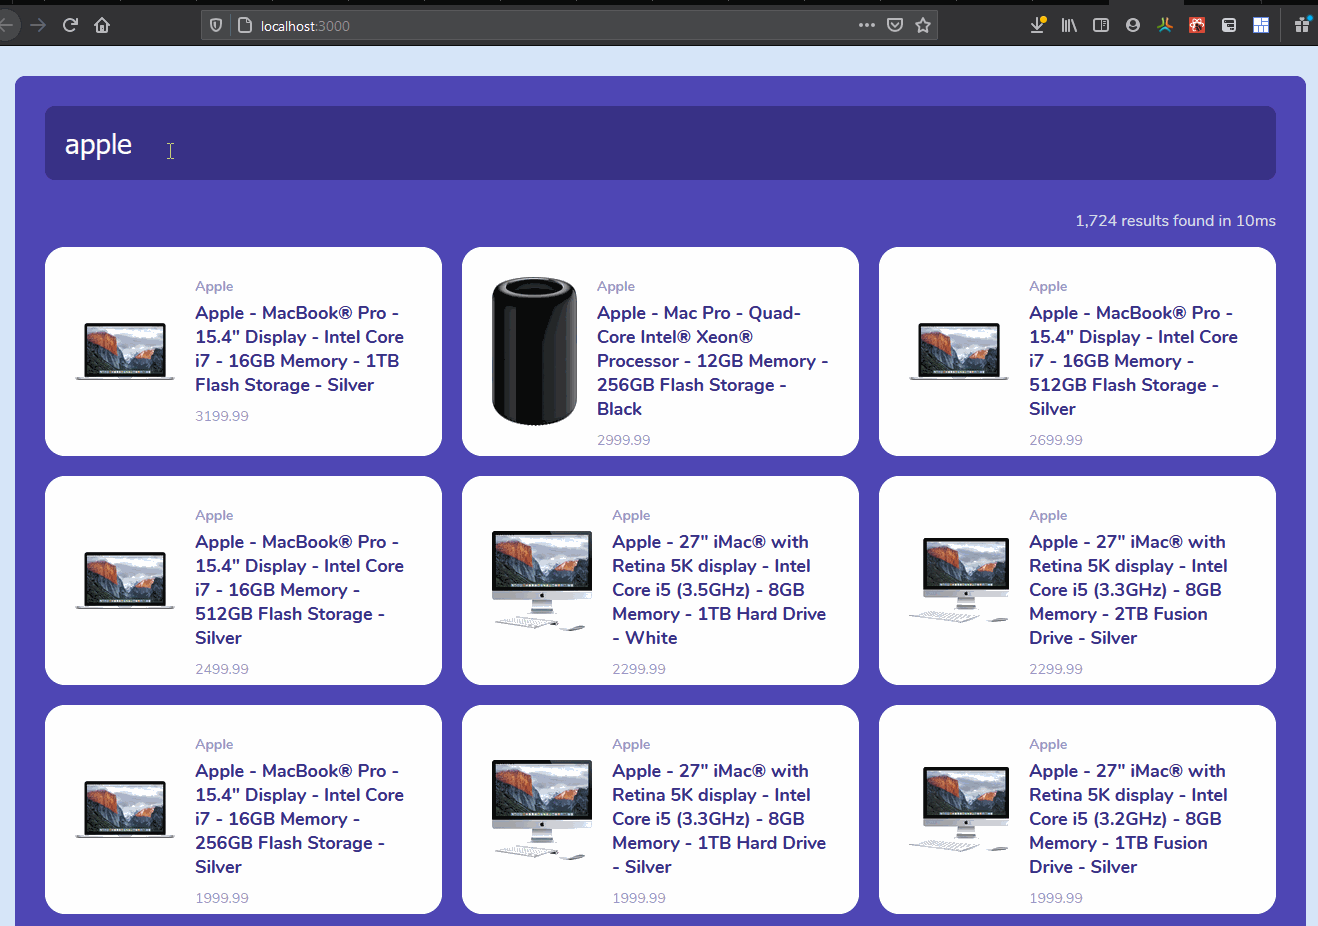 localhost:3000
apple
1,724 results found in 10ms
Apple
Apple - MacBook® Pro -
15.4" Display - Intel Core
i7 - 16GB Memory - 1TB
Flash Storage - Silver
3199.99
Apple
Apple - Mac Pro - Quad-
Core Intel® Xeon®
Processor - 12GB Memory -
256GB Flash Storage -
Black
2999.99
Apple
Apple - MacBook® Pro -
15.4" Display - Intel Core
i7 - 16GB Memory -
512GB Flash Storage -
Silver
2699.99
Apple
Apple - MacBook® Pro -
15.4" Display - Intel Core
i7 - 16GB Memory -
512GB Flash Storage -
Silver
2499.99
Apple
Apple - 27" iMac® with
Retina 5K display - Intel
Core i5 (3.5GHz) - 8GB
Memory - 1TB Hard Drive
- White
2299.99
Apple
Apple - 27" iMac® with
Retina 5K display - Intel
Core i5 (3.3GHz) - 8GB
Memory - 2TB Fusion
Drive - Silver
2299.99
Apple
Apple - MacBook® Pro -
15.4" Display - Intel Core
i7 - 16GB Memory -
256GB Flash Storage -
Silver
1999.99
Apple
Apple - 27" iMac® with
Retina 5K display - Intel
Core i5 (3.3GHz) - 8GB
Memory - 1TB Hard Drive
- Silver
1999.99
Apple
Apple - 27" iMac® with
Retina 5K display - Intel
Core i5 (3.2GHz) - 8GB
Memory - 1TB Fusion
Drive - Silver
1999.99